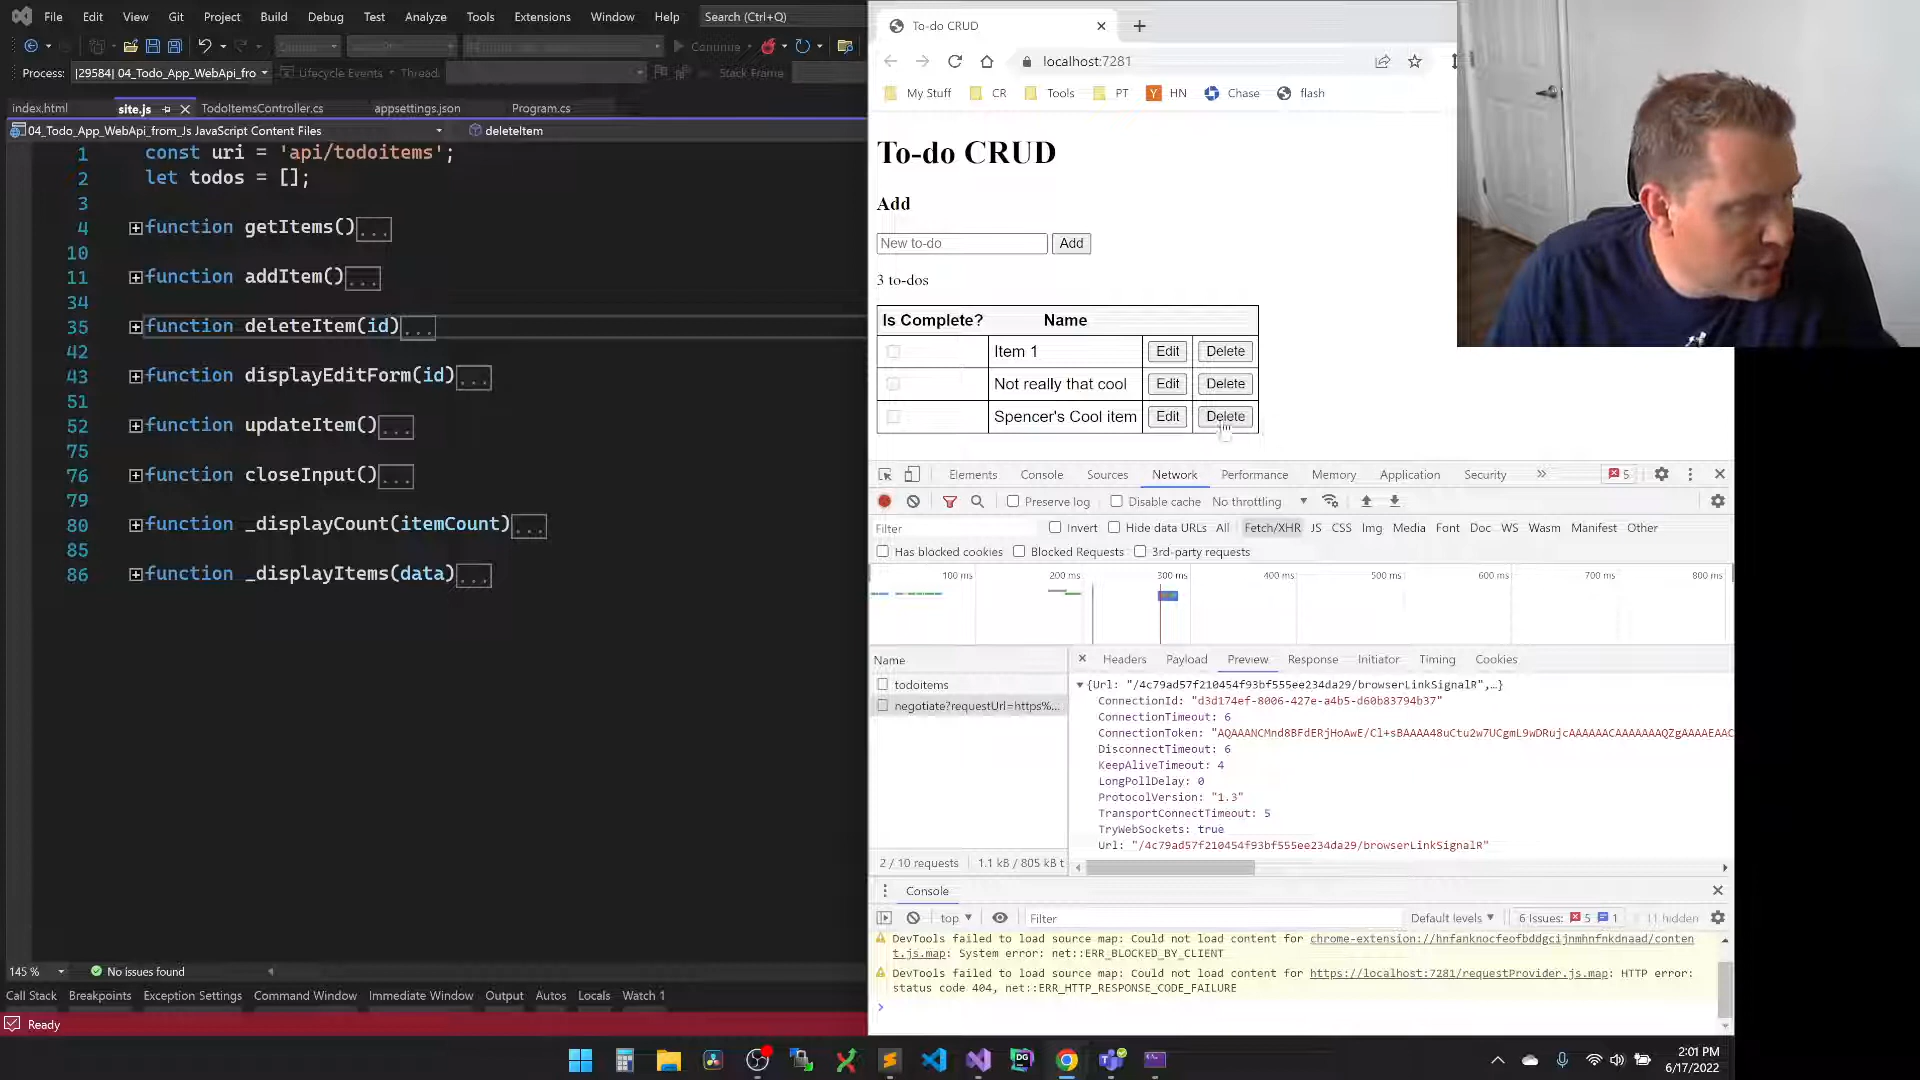 File Edit View Git Project Build Debug Test Analyze Tools Extensions Window Help Search (Ctrl+Q)
Continue
Process: [29584] 04_Todo_App_WebApi_fro Lifecycle Events Thread: Stack Frame
index.html site.js TodoItemsController.cs appsettings.json Program.cs
04_Todo_App_WebApi_from_Js JavaScript Content Files deleteItem
1 const uri = 'api/todoitems';
2 let todos = [];
3
4 function getItems()...
10
11 function addItem()...
34
35 function deleteItem(id)...
42
43 function displayEditForm(id)...
51
52 function updateItem()...
75
76 function closeInput()...
79
80 function _displayCount(itemCount)...
85
86 function _displayItems(data)...
145 % No issues found
Call Stack Breakpoints Exception Settings Command Window Immediate Window Output Autos Locals Watch 1
Ready
To-do CRUD
localhost:7281
My Stuff CR Tools PT HN Chase flash
To-do CRUD
Add
New to-do Add
3 to-dos
Is Complete? Name
Item 1 Edit Delete
Not really that cool Edit Delete
Spencer's Cool item Edit Delete
Elements Console Sources Network Performance Memory Application Security 5
Preserve log Disable cache No throttling
Filter Invert Hide data URLs All Fetch/XHR JS CSS Img Media Font Doc WS Wasm Manifest Other
Has blocked cookies Blocked Requests 3rd-party requests
100 ms 200 ms 300 ms 400 ms 500 ms 600 ms 700 ms 800 ms
Name Headers Payload Preview Response Initiator Timing Cookies
todoitems
negotiate?requestUrl=https%...
{Url: "/4c79ad57f210454f93bf555ee234da29/browserLinkSignalR",…}
ConnectionId: "d3d174ef-8006-427e-a4b5-d60b83794b37"
ConnectionTimeout: 6
ConnectionToken: "AQAAANCMnd8BFdERjHoAwE/Cl+sBAAAA48uCtu2w7UCgmL9wDRujcAAAAAACAAAAAAAQZgAAAAEAAC
DisconnectTimeout: 6
KeepAliveTimeout: 4
LongPollDelay: 0
ProtocolVersion: "1.3"
TransportConnectTimeout: 5
TryWebSockets: true
Url: "/4c79ad57f210454f93bf555ee234da29/browserLinkSignalR"
2 / 10 requests 1.1 kB / 805 kB t
Console
top Filter Default levels 6 Issues: 5 1 11 hidden
DevTools failed to load source map: Could not load content for chrome-extension://hnfanknocfeofbddgcijnmhnfnkdnaad/conten
t.js.map: System error: net::ERR_BLOCKED_BY_CLIENT
DevTools failed to load source map: Could not load content for https://localhost:7281/requestProvider.js.map: HTTP error:
status code 404, net::ERR_HTTP_RESPONSE_CODE_FAILURE
2:01 PM
6/17/2022